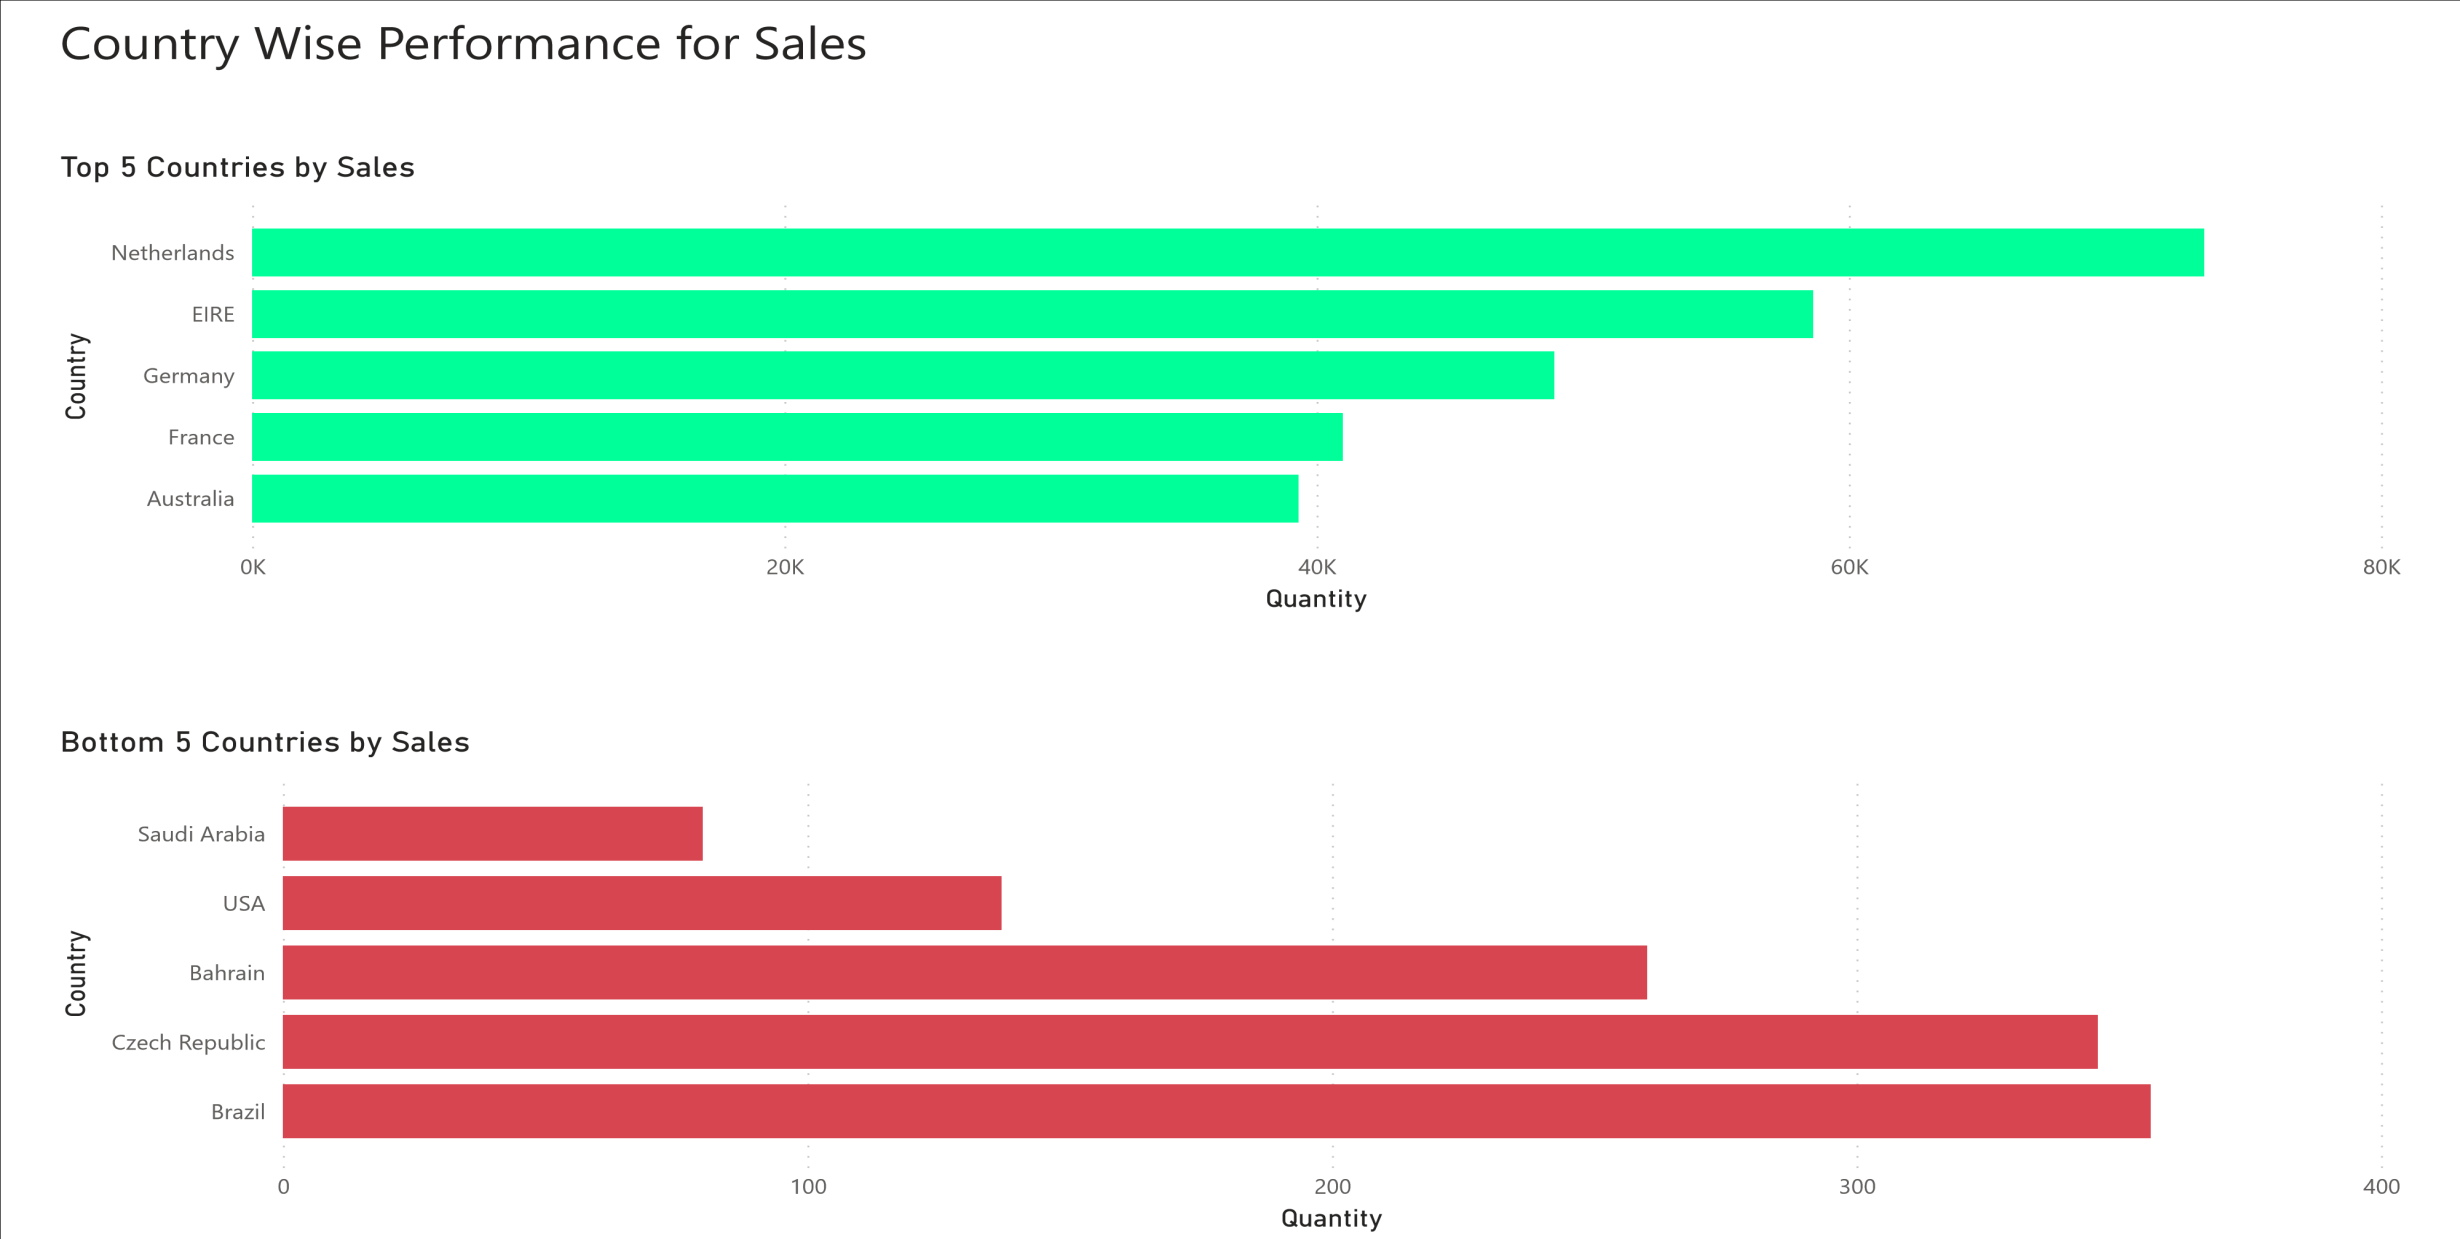 Country Wise Performance for Sales
Top 5 Countries by Sales
Country
Netherlands
EIRE
Germany
France
Australia
0K 20K 40K 60K 80K
Quantity
Bottom 5 Countries by Sales
Country
Saudi Arabia
USA
Bahrain
Czech Republic
Brazil
0 100 200 300 400
Quantity